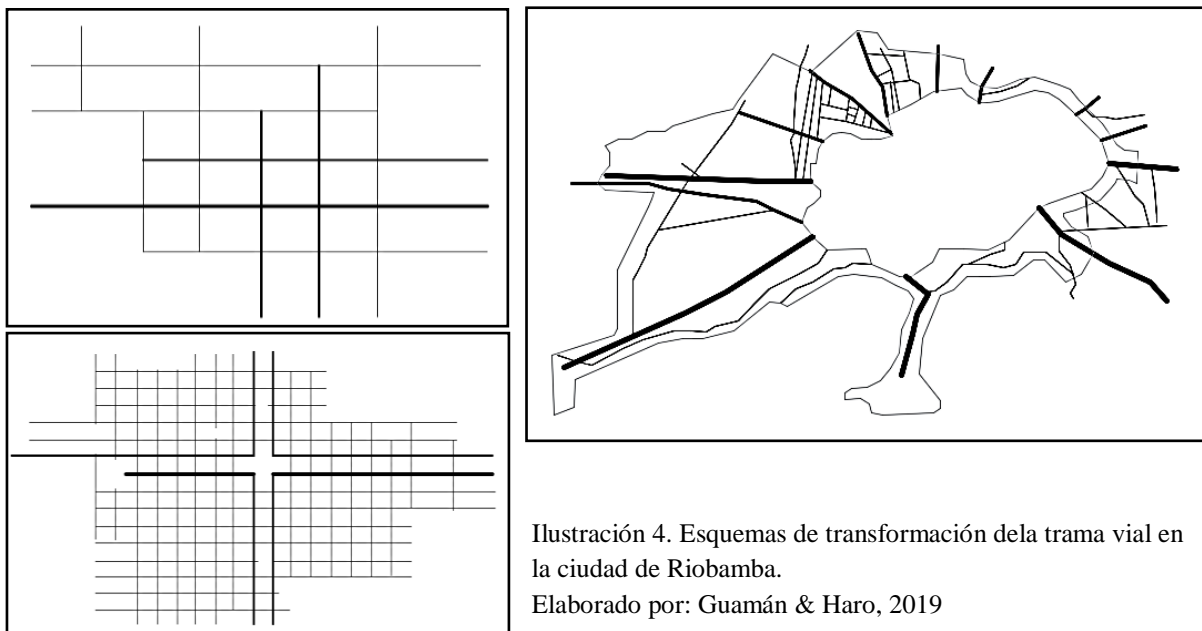 Ilustración 4. Esquemas de transformación dela trama vial en
la ciudad de Riobamba.
Elaborado por: Guamán & Haro, 2019